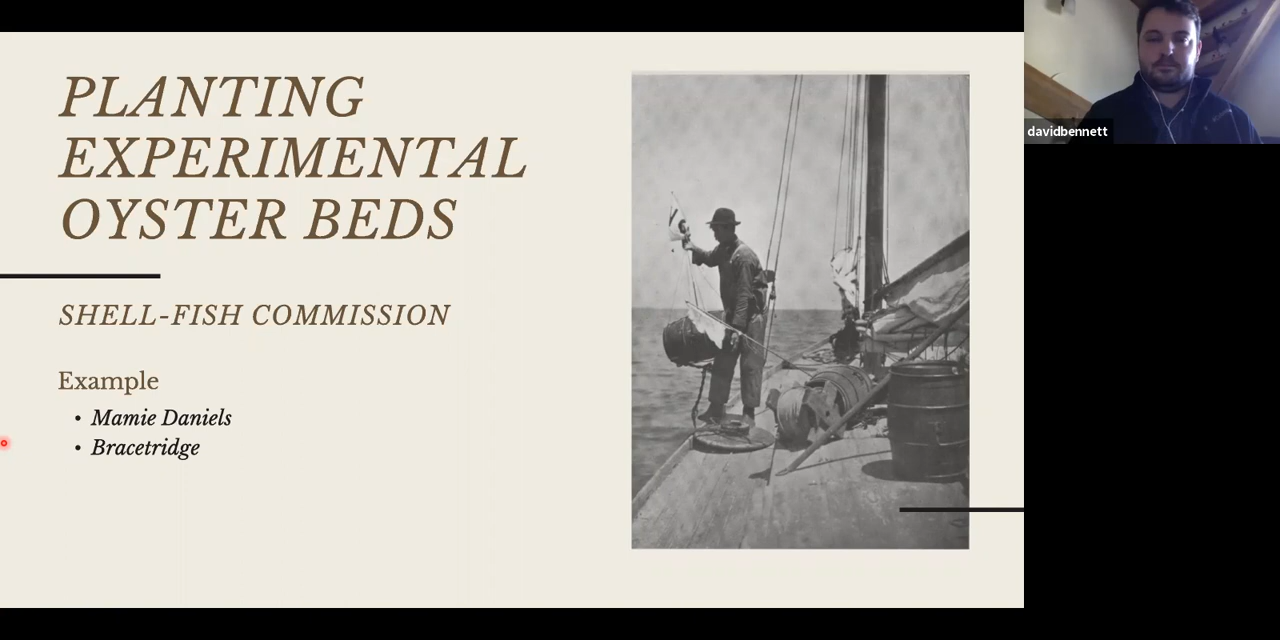 PLANTING
EXPERIMENTAL
OYSTER BEDS
SHELL-FISH COMMISSION
Example
• Mamie Daniels
• Bracetridge
davidbennett